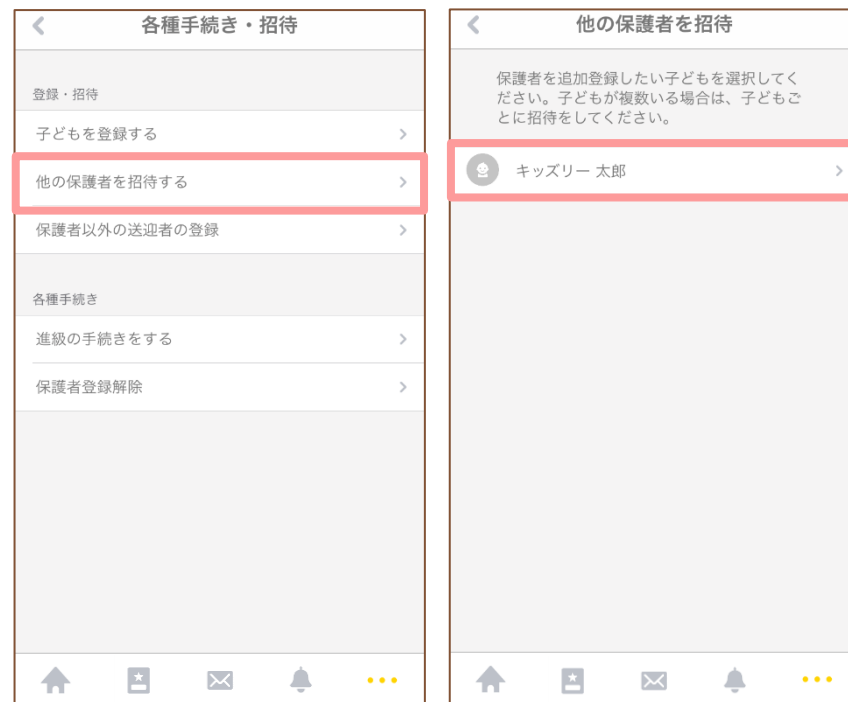 各種手続き・招待
登録・招待
子どもを登録する
他の保護者を招待する
保護者以外の送迎者の登録
各種手続き
進級の手続きをする
保護者登録解除
他の保護者を招待
保護者を追加登録したい子どもを選択してく
ださい。子どもが複数いる場合は、子どもご
とに招待をしてください。
キッズリー 太郎